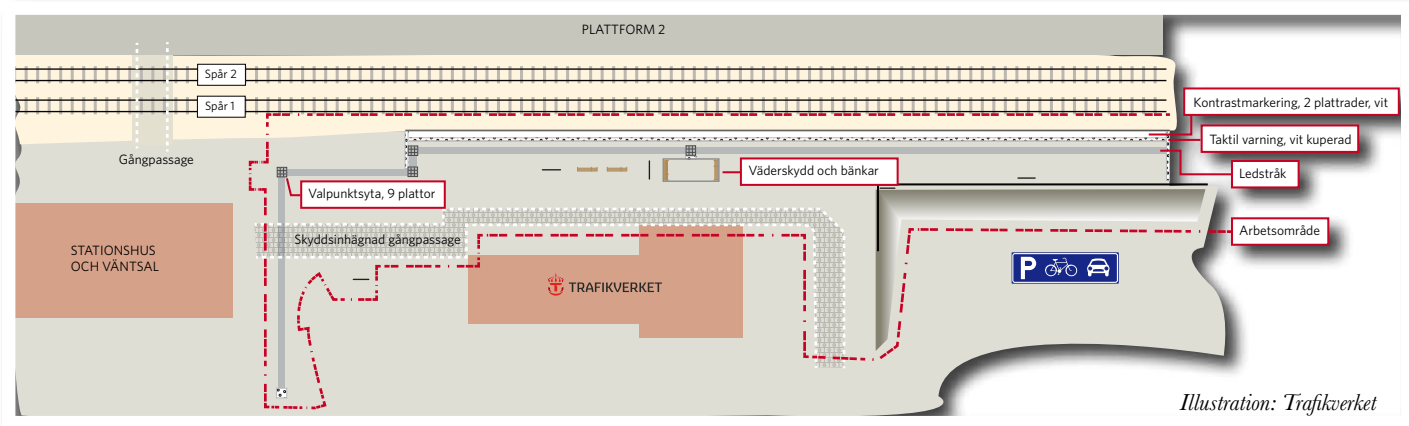 PLATTFORM 2
Spår 2
Spår 1
Kontrastmarkering, 2 plattrader, vit
Taktil varning, vit kuperad
Gångpassage
Väderskydd och bänkar
Ledstråk
Valpunktsyta, 9 plattor
Skyddsinhägnad gångpassage
Arbetsområde
STATIONSHUS
OCH VÄNTSAL
P
TRAFIKVERKET
Illustration: Trafikverket